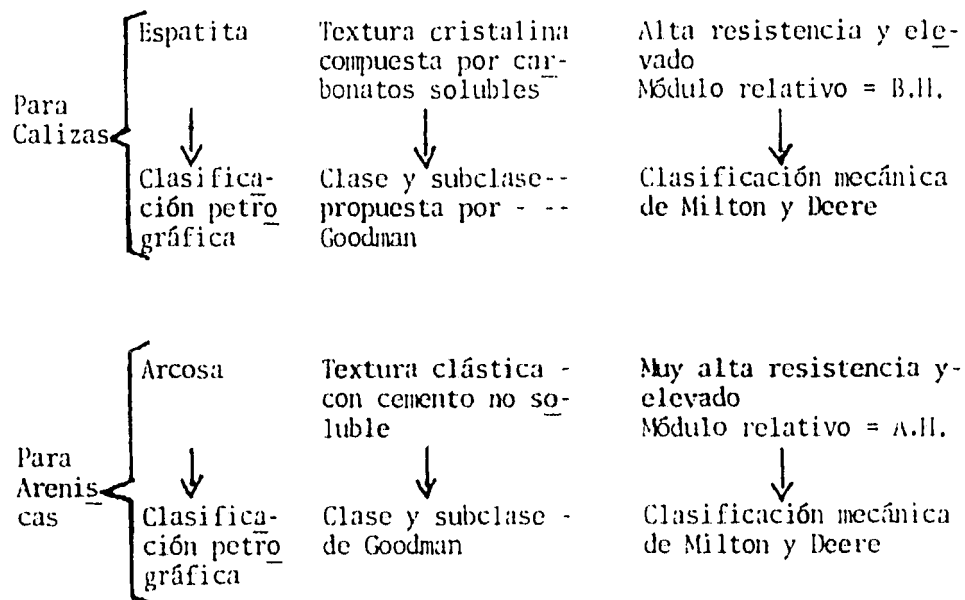 Espatita
Textura cristalina
compuesta por car-
bonatos solubles
Alta resistencia y ele-
vado
Módulo relativo = B.H.
Para
Calizas
Clasifica-
ción petro
gráfica
Clase y subclase--
propuesta por - --
Goodman
Clasificación mecánica
de Milton y Deere
Arcosa
Textura clástica -
con cemento no so-
luble
Muy alta resistencia y-
elevado
Módulo relativo = A.H.
Para
Arenis
cas
Clasifica-
ción petro
gráfica
Clase y subclase -
de Goodman
Clasificación mecánica
de Milton y Deere